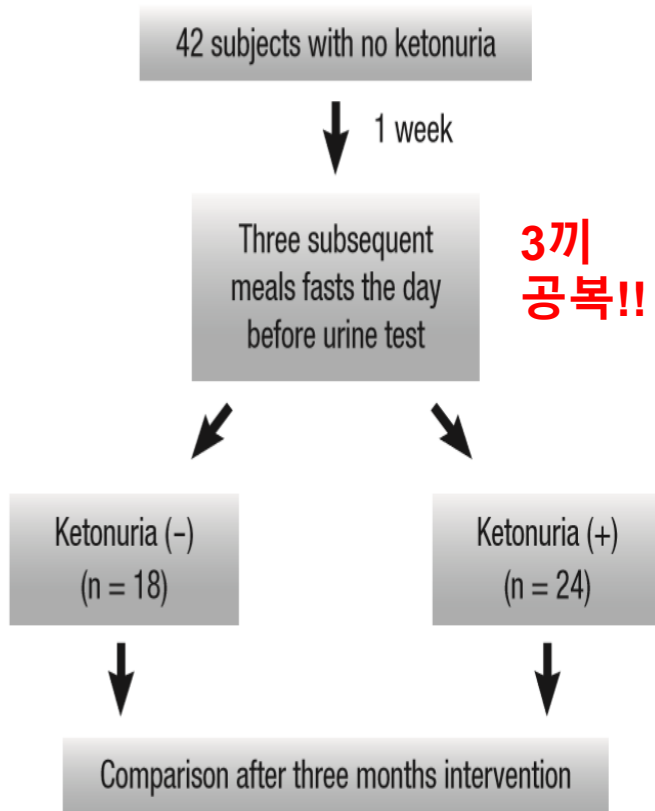 42 subjects with no ketonuria
1 week
Three subsequent
meals fasts the day
before urine test
3끼
공복!!
Ketonuria (−)
(n = 18)
Ketonuria (+)
(n = 24)
Comparison after three months intervention